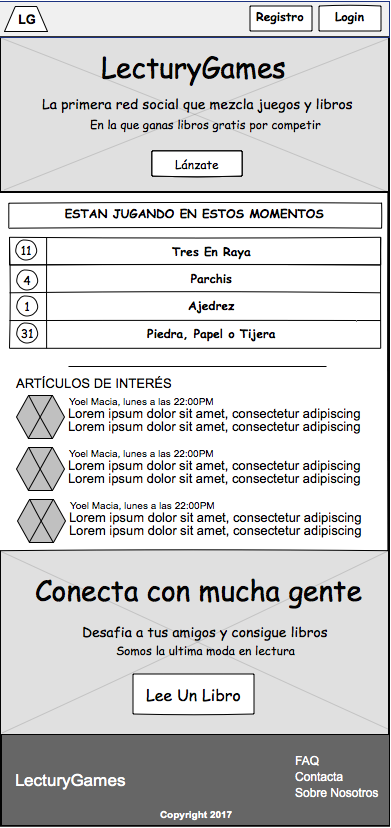 LG
Registro
Login
LecturyGames
La primera red social que mezcla juegos y libros
En la que ganas libros gratis por competir
Lánzate
ESTAN JUGANDO EN ESTOS MOMENTOS
11 Tres En Raya
4 Parchis
1 Ajedrez
31 Piedra, Papel o Tijera
ARTÍCULOS DE INTERÉS
Yoel Macia, lunes a las 22:00PM
Lorem ipsum dolor sit amet, consectetur adipiscing
Lorem ipsum dolor sit amet, consectetur adipiscing
Yoel Macia, lunes a las 22:00PM
Lorem ipsum dolor sit amet, consectetur adipiscing
Lorem ipsum dolor sit amet, consectetur adipiscing
Yoel Macia, lunes a las 22:00PM
Lorem ipsum dolor sit amet, consectetur adipiscing
Lorem ipsum dolor sit amet, consectetur adipiscing
Conecta con mucha gente
Desafia a tus amigos y consigue libros
Somos la ultima moda en lectura
Lee Un Libro
LecturyGames
FAQ
Contacta
Sobre Nosotros
Copyright 2017